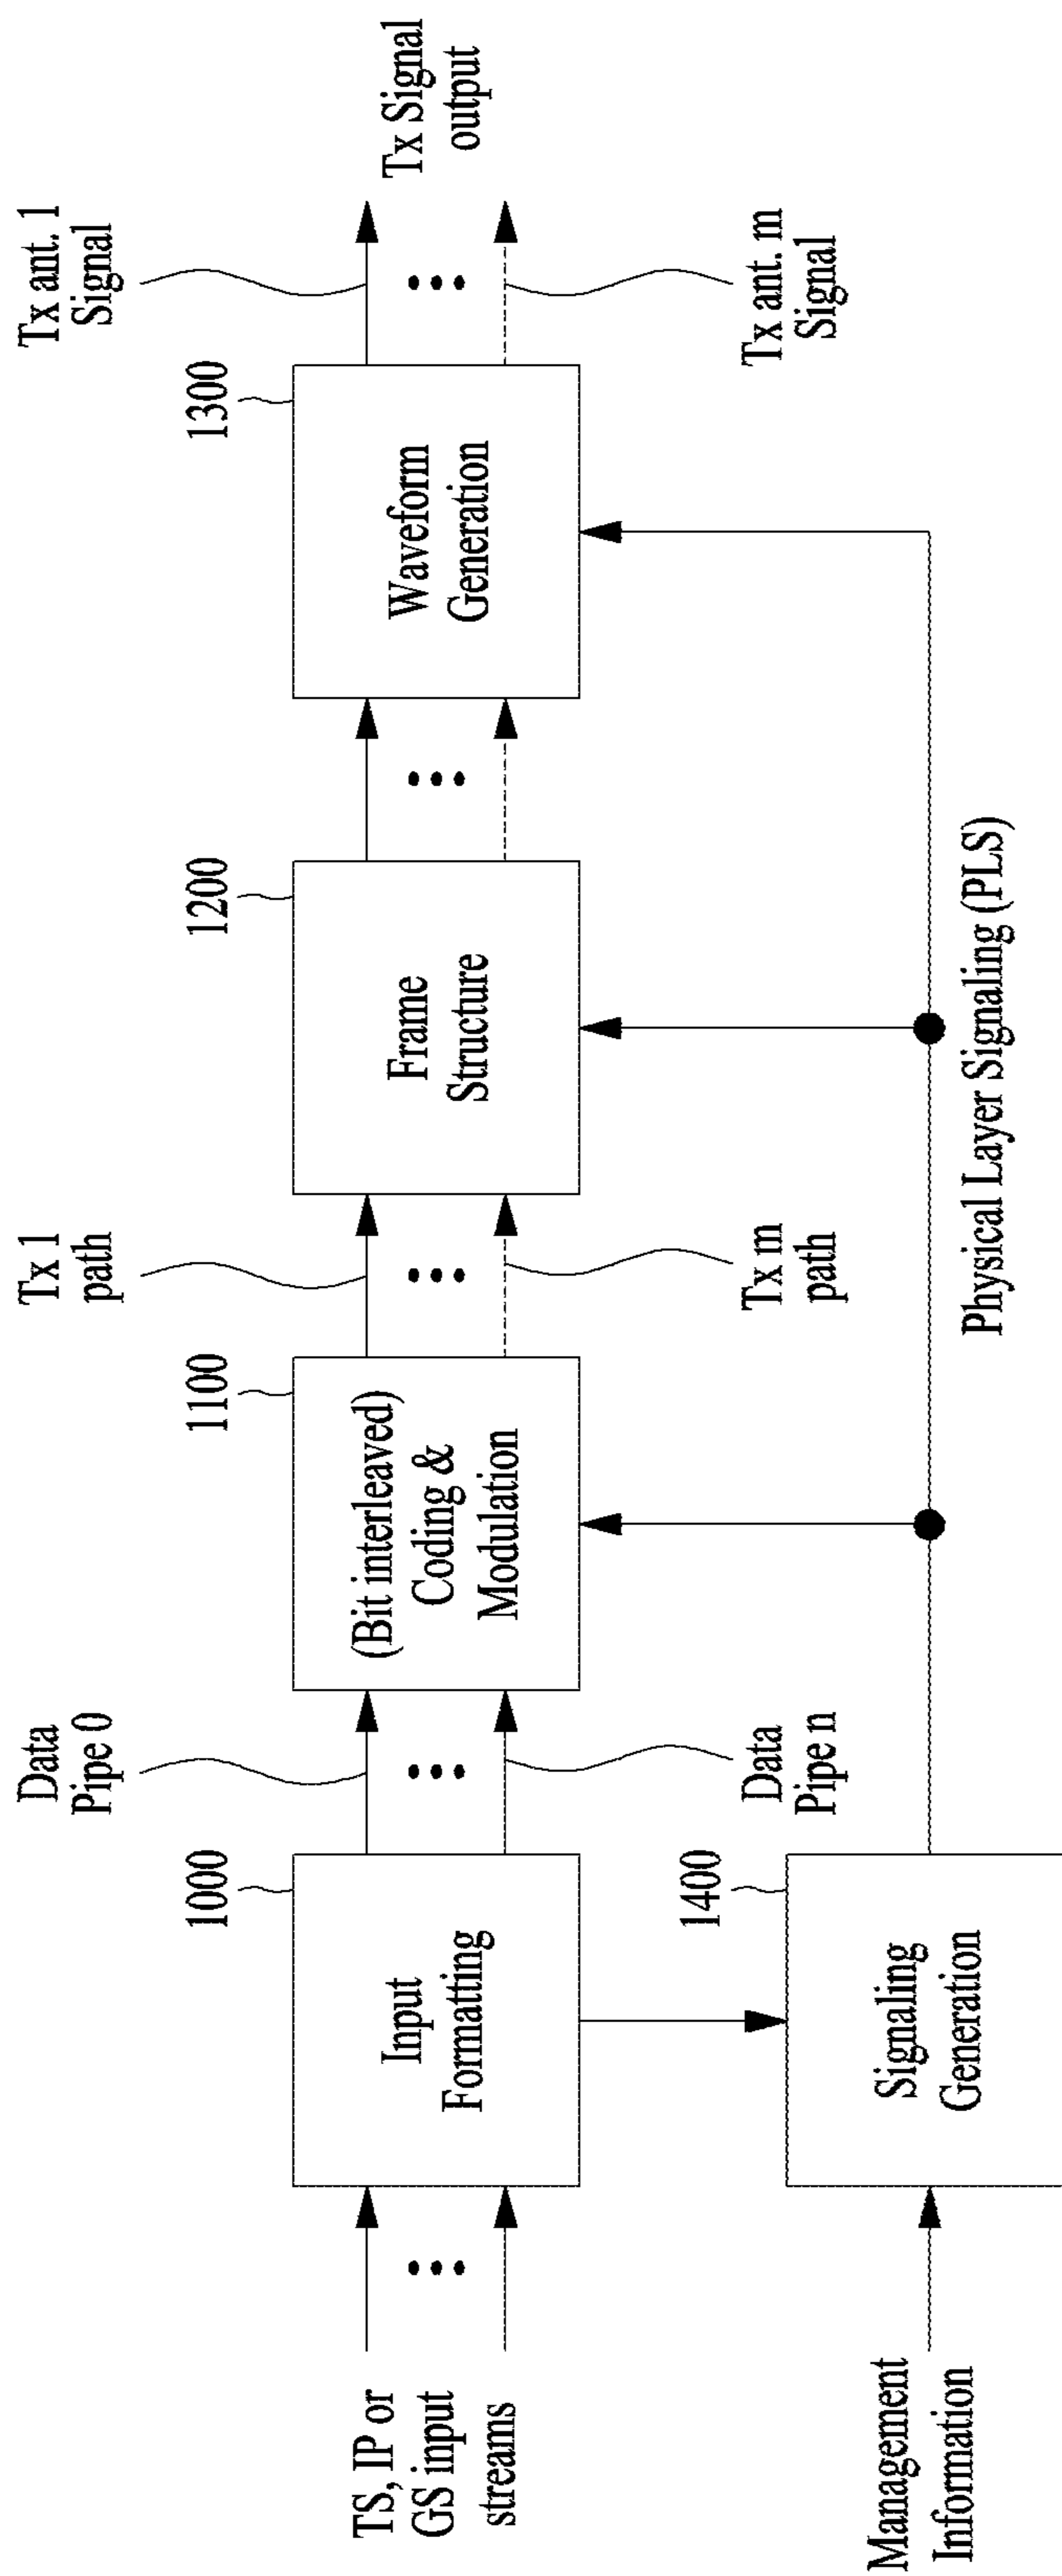 Tx ant. 1
Signal
Tx Signal
output
Tx ant. m
Signal
1300
Waveform
Generation
1200
Frame
Structure
Tx 1
path
Tx m
path
1100
(Bit interleaved)
Coding &
Modulation
Data
Pipe 0
Data
Pipe n
1000
Input
Formatting
TS, IP or
GS input
streams
1400
Signaling
Generation
Management
Information
Physical Layer Signaling (PLS)